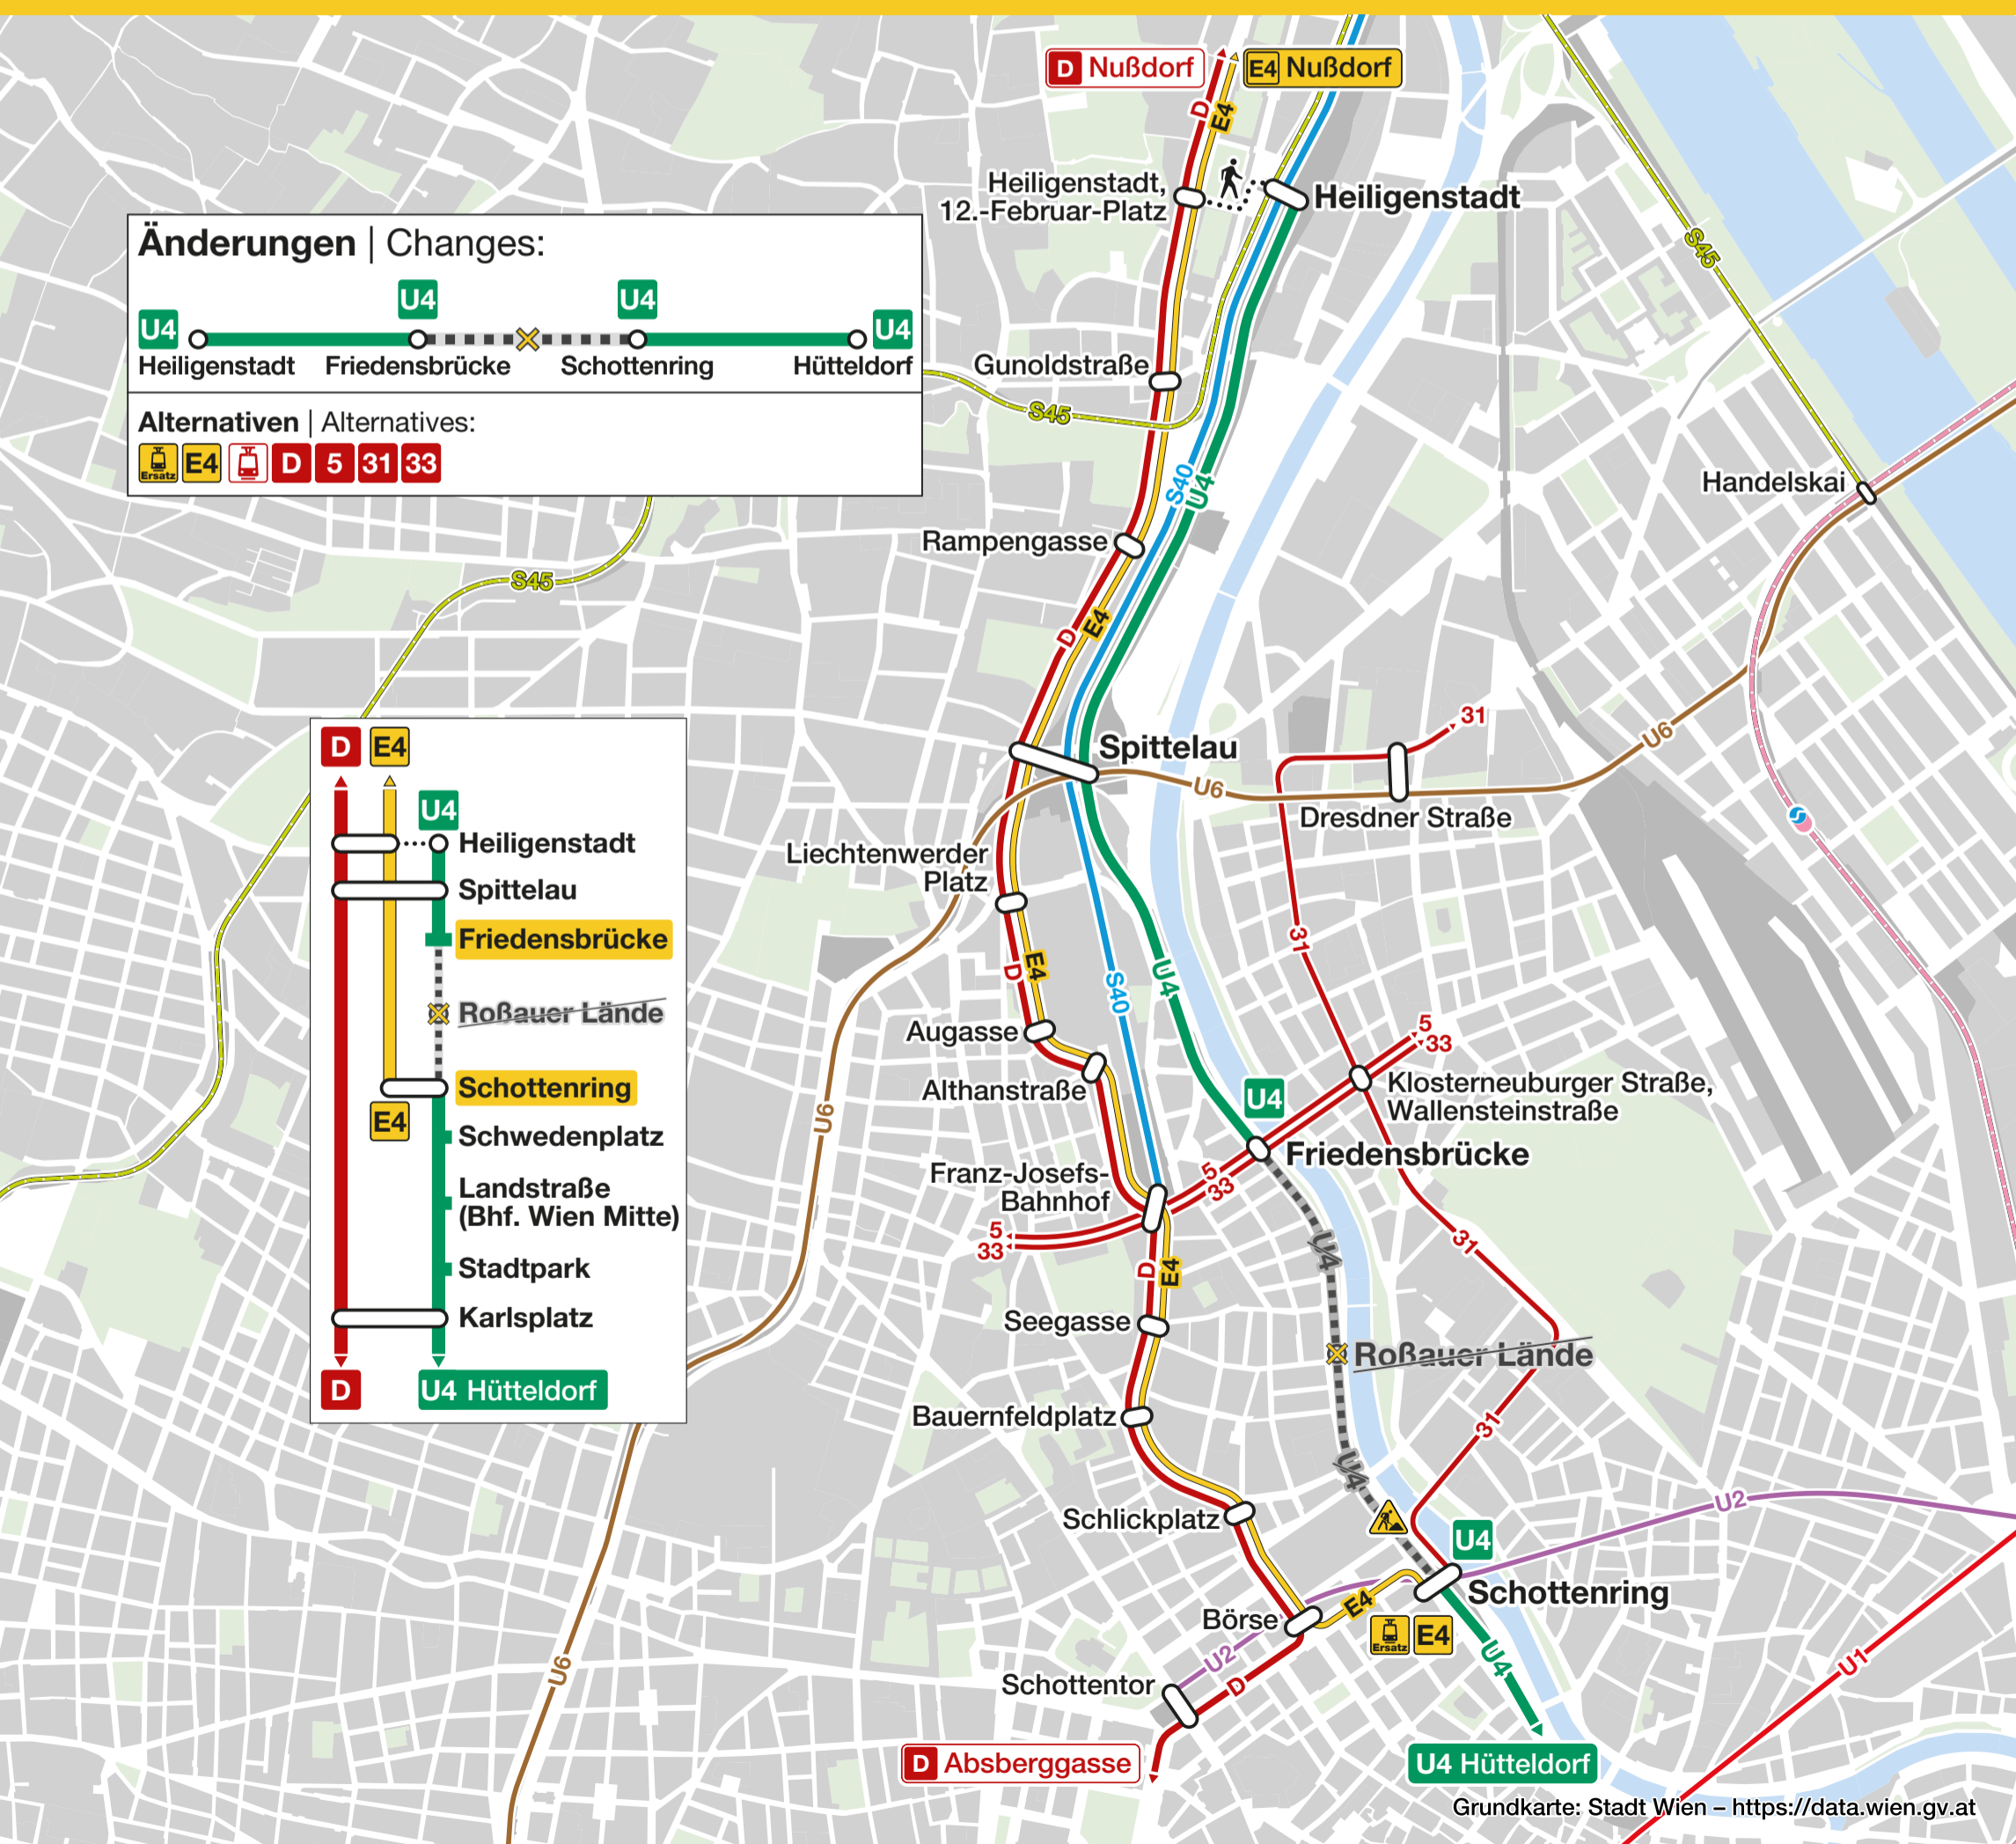 D Nußdorf
E4 Nußdorf
D
E4
Heiligenstadt,
12.-Februar-Platz
Heiligenstadt
S45
Änderungen | Changes:
U4
U4
U4
U4
Heiligenstadt
Friedensbrücke
Schottenring
Hütteldorf
Alternativen | Alternatives:
Ersatz
E4
D
5
31
33
Gunoldstraße
S45
S40
U4
Handelskai
Rampengasse
S45
D
E4
31
Spittelau
U6
U6
Dresdner Straße
D
E4
U4
Heiligenstadt
Spittelau
Friedensbrücke
Roßauer Lände
Schottenring
E4
Schwedenplatz
Landstraße
(Bhf. Wien Mitte)
Stadtpark
Karlsplatz
D
U4 Hütteldorf
Liechtenwerder
Platz
D
E4
S40
U4
31
Augasse
5
33
Althanstraße
U6
U4
Klosterneuburger Straße,
Wallensteinstraße
Friedensbrücke
Franz-Josefs-
Bahnhof
5
33
5
33
31
U4
D
E4
Seegasse
Roßauer Lände
Bauernfeldplatz
31
U4
U2
Schlickplatz
U4
Schottenring
Börse
E4
Ersatz
E4
U2
U4
U6
U1
Schottentor
D
D Absberggasse
U4 Hütteldorf
Grundkarte: Stadt Wien – https://data.wien.gv.at